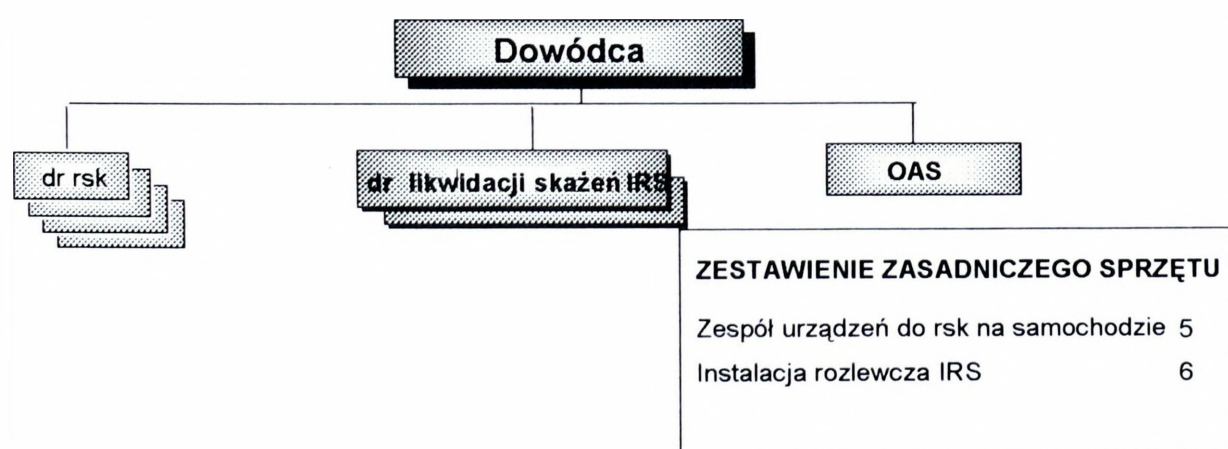 Dowódca
dr rsk
dr likwidacji skażeń IRS
OAS
ZESTAWIENIE ZASADNICZEGO SPRZĘTU
Zespół urządzeń do rsk na samochodzie 5
Instalacja rozlewcza IRS 6